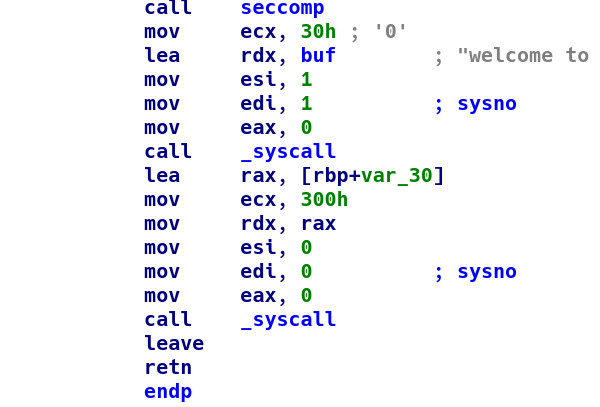 call seccomp
mov ecx, 30h ; '0'
lea rdx, buf ; "welcome to
mov esi, 1
mov edi, 1 ; sysno
mov eax, 0
call _syscall
lea rax, [rbp+var_30]
mov ecx, 300h
mov rdx, rax
mov esi, 0
mov edi, 0 ; sysno
mov eax, 0
call _syscall
leave
retn
endp